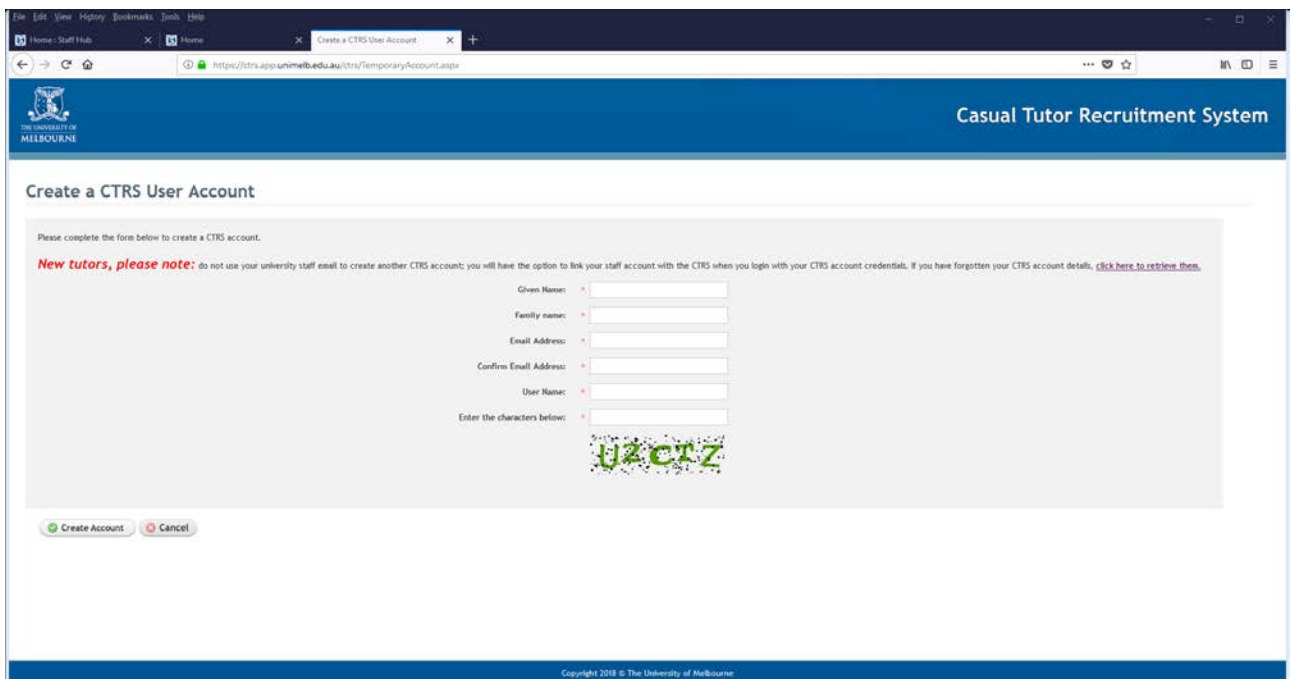 File Edit View History Bookmarks Tools Help
Home : Staff Hub
Home
Create a CTRS User Account
https://ctrs.app.unimelb.edu.au/ctrs/TemporaryAccount.aspx
THE UNIVERSITY OF
MELBOURNE
Casual Tutor Recruitment System
Create a CTRS User Account
Please complete the form below to create a CTRS account.
New tutors, please note: do not use your university staff email to create another CTRS account; you will have the option to link your staff account with the CTRS when you login with your CTRS account credentials. If you have forgotten your CTRS account details, click here to retrieve them.
Given Name: *
Family name: *
Email Address: *
Confirm Email Address: *
User Name: *
Enter the characters below: *
U2CTZ
Create Account
Cancel
Copyright 2018 © The University of Melbourne